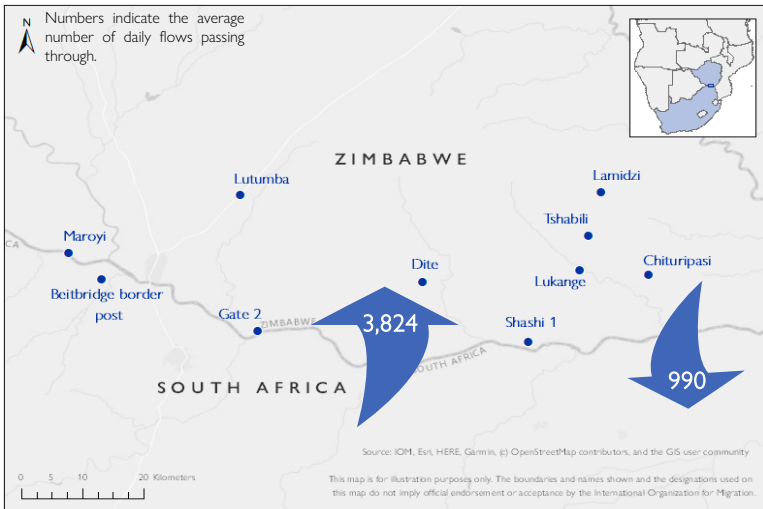 N
Numbers indicate the average
number of daily flows passing
through.
ZIMBABWE
Lutumba
Lamidzi
Tshabili
Maroyi
CA
Dite
Chituripasi
Lukange
Beitbridge border
post
Gate 2
ZIMBABWE
3,824
Shashi 1
SOUTH AFRICA
SOUTH AFRICA
990
Source: IOM, Esri, HERE, Garmin, (c) OpenStreetMap contributors, and the GIS user community
0 5 10 20 Kilometers
This map is for illustration purposes only. The boundaries and names shown and the designations used on
this map do not imply official endorsement or acceptance by the International Organization for Migration.